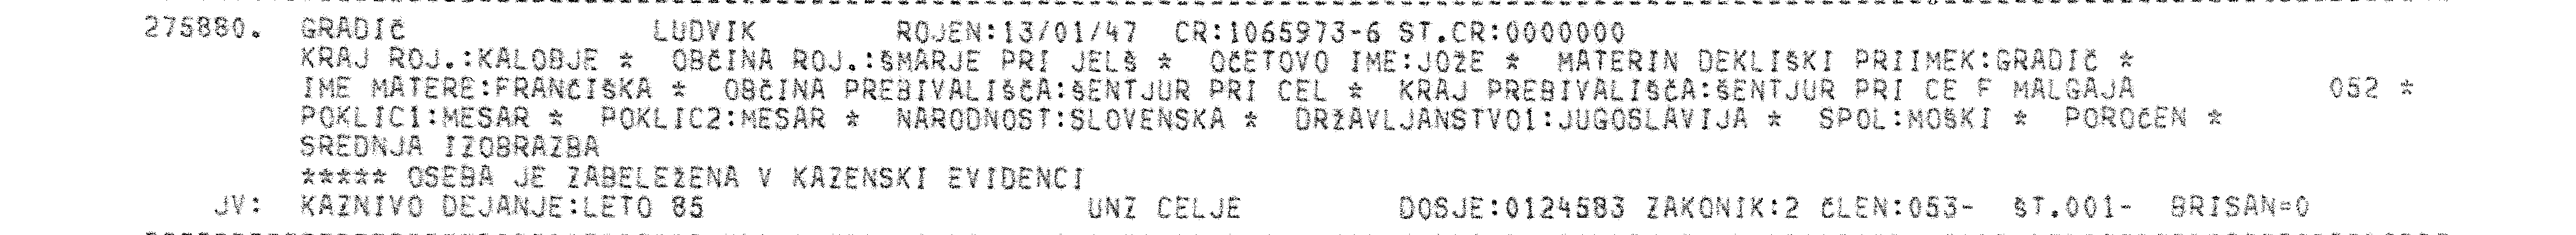 275880. GRADIČ LUDVIK ROJEN:13/01/47 CR:1065973-6 ST.CR:0000000
KRAJ ROJ.:KALOBJE * OBČINA ROJ.:ŠMARJE PRI JELŠ * OČETOVO IME:JOŽE * MATERIN DEKLIŠKI PRIIMEK:GRADIČ *
IME MATERE:FRANČIŠKA * OBČINA PREBIVALIŠČA:ŠENTJUR PRI CEL * KRAJ PREBIVALIŠČA:ŠENTJUR PRI CE F MALGAJA 052 *
POKLIC1:MESAR * POKLIC2:MESAR * NARODNOST:SLOVENSKA * DRŽAVLJANSTVO1:JUGOSLAVIJA * SPOL:MOŠKI * POROČEN *
SREDNJA IZOBRAZBA
***** OSEBA JE ZABELEŽENA V KAZENSKI EVIDENCI
JV: KAZNIVO DEJANJE:LETO 85 UNZ CELJE DOSJE:0124583 ZAKONIK:2 ČLEN:053- ŠT.001- BRISAN=0